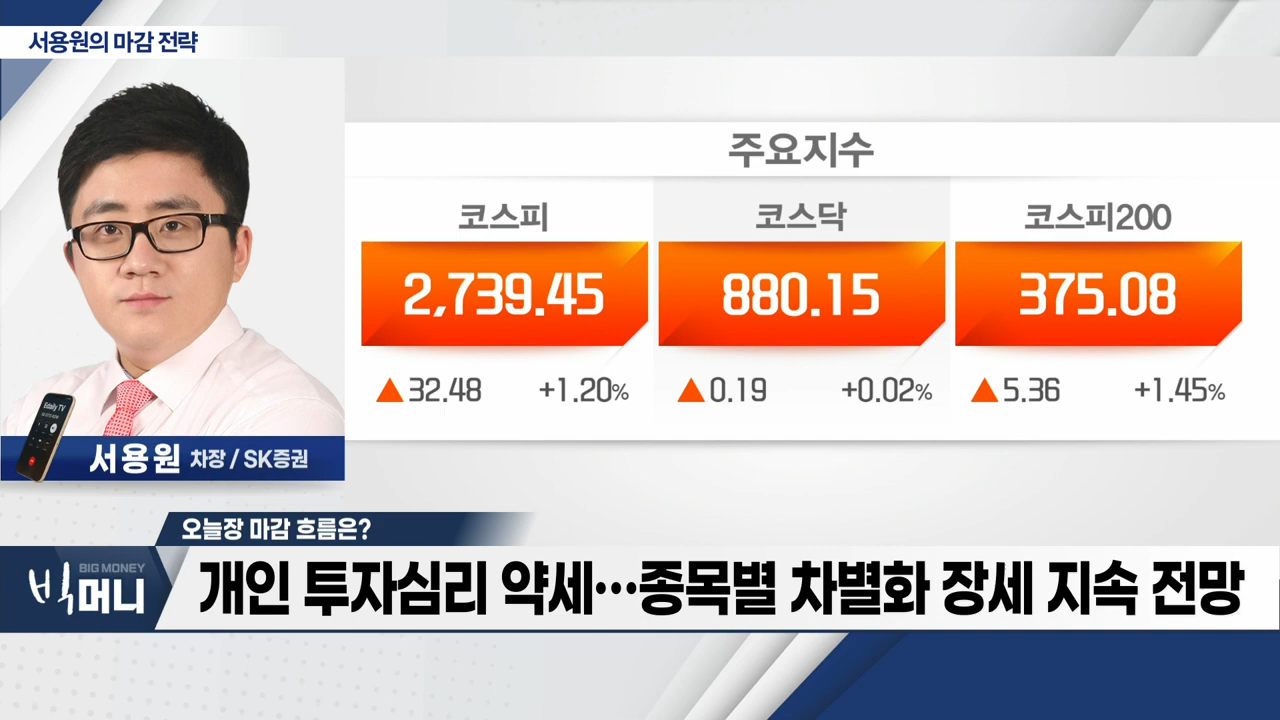 서용원의 마감 전략
주요지수
코스피
2,739.45
▲32.48 +1.20%
코스닥
880.15
▲0.19 +0.02%
코스피200
375.08
▲5.36 +1.45%
Edaily TV
서용원 차장 / SK증권
오늘장 마감 흐름은?
BIG MONEY
빅머니
개인 투자심리 약세…종목별 차별화 장세 지속 전망